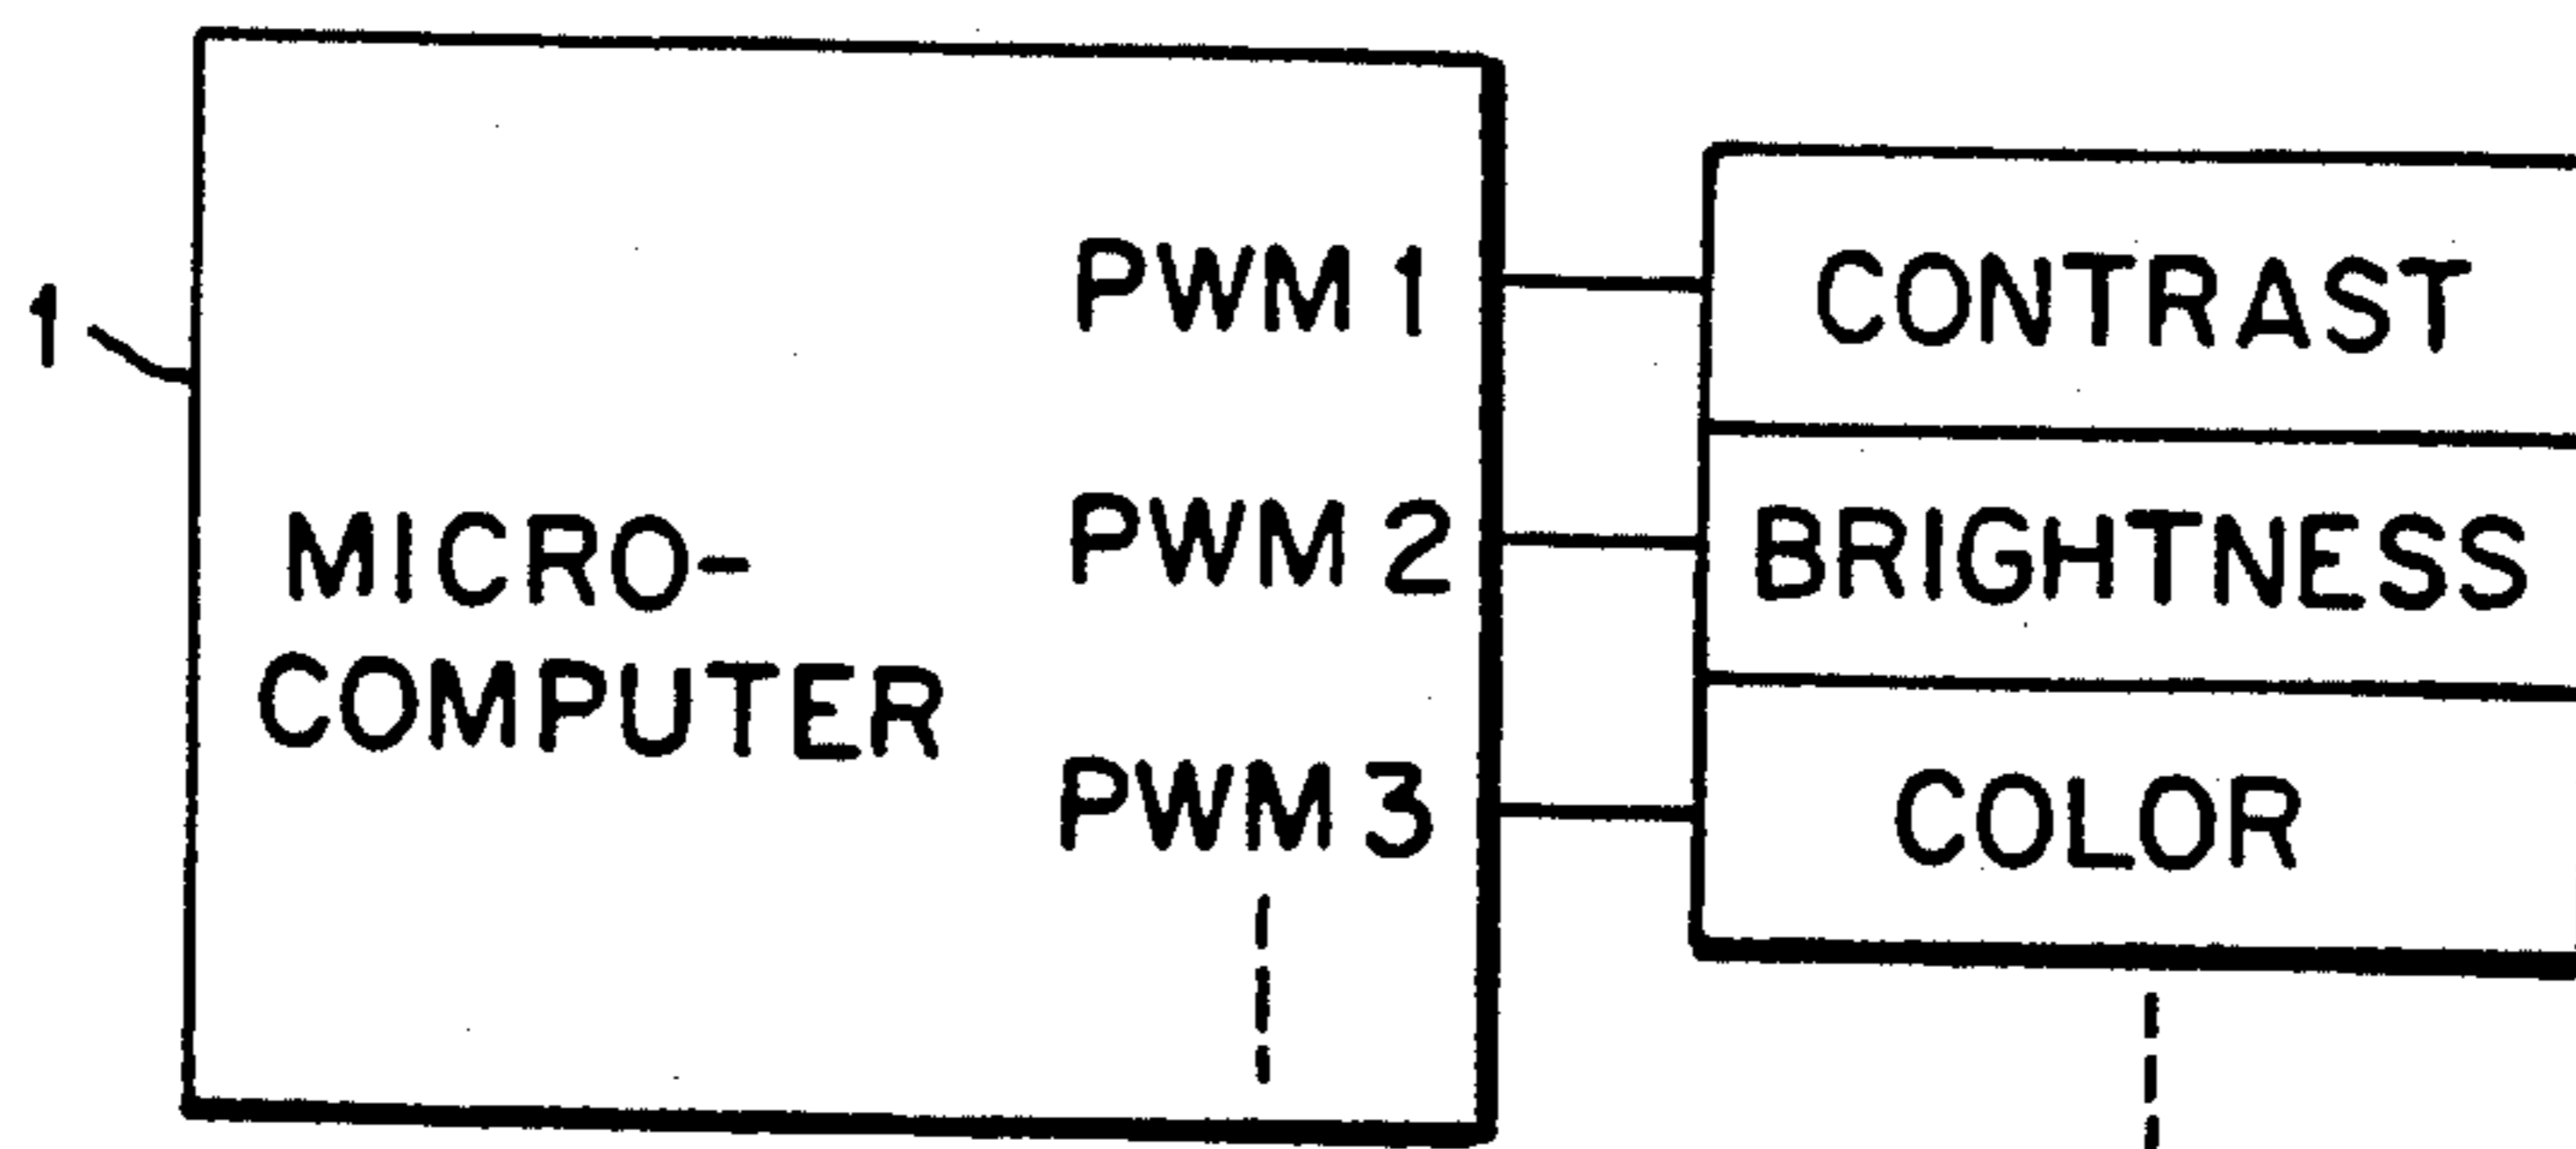 1
MICRO-
COMPUTER
PWM 1
PWM 2
PWM 3
CONTRAST
BRIGHTNESS
COLOR